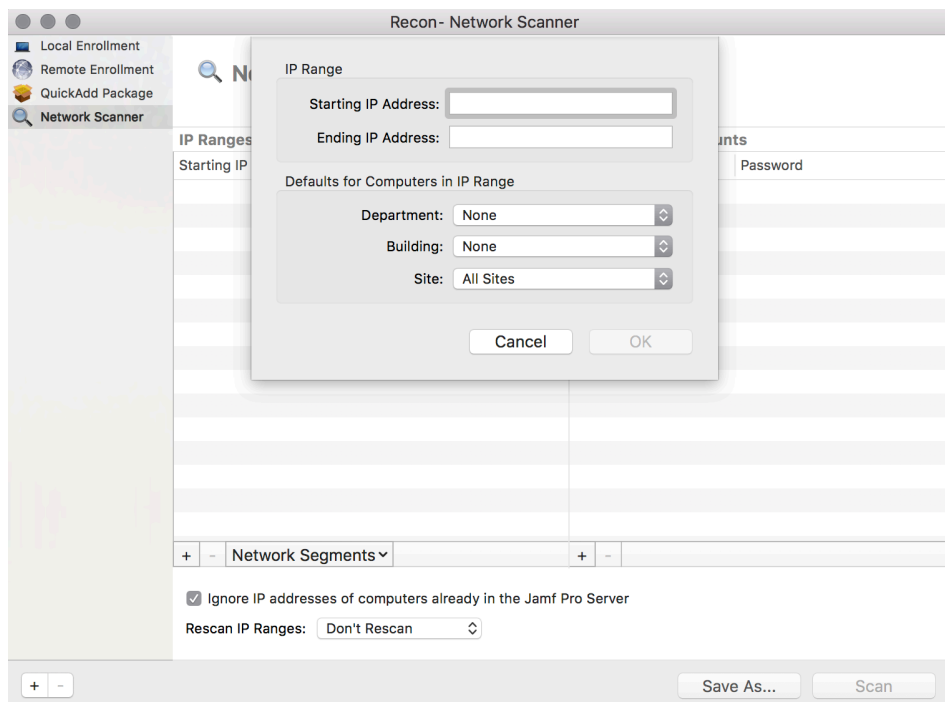 Recon- Network Scanner
Local Enrollment
Remote Enrollment
QuickAdd Package
Network Scanner
IP Range
Starting IP Address:
Ending IP Address:
Defaults for Computers in IP Range
Department: None
Building: None
Site: All Sites
Cancel OK
IP Ranges
Starting IP
Password
+ - Network Segments
+ -
Ignore IP addresses of computers already in the Jamf Pro Server
Rescan IP Ranges: Don't Rescan
+ - Save As... Scan